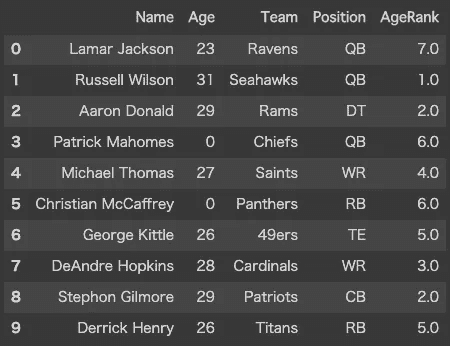 Name Age Team Position AgeRank
0 Lamar Jackson 23 Ravens QB 7.0
1 Russell Wilson 31 Seahawks QB 1.0
2 Aaron Donald 29 Rams DT 2.0
3 Patrick Mahomes 0 Chiefs QB 6.0
4 Michael Thomas 27 Saints WR 4.0
5 Christian McCaffrey 0 Panthers RB 6.0
6 George Kittle 26 49ers TE 5.0
7 DeAndre Hopkins 28 Cardinals WR 3.0
8 Stephon Gilmore 29 Patriots CB 2.0
9 Derrick Henry 26 Titans RB 5.0